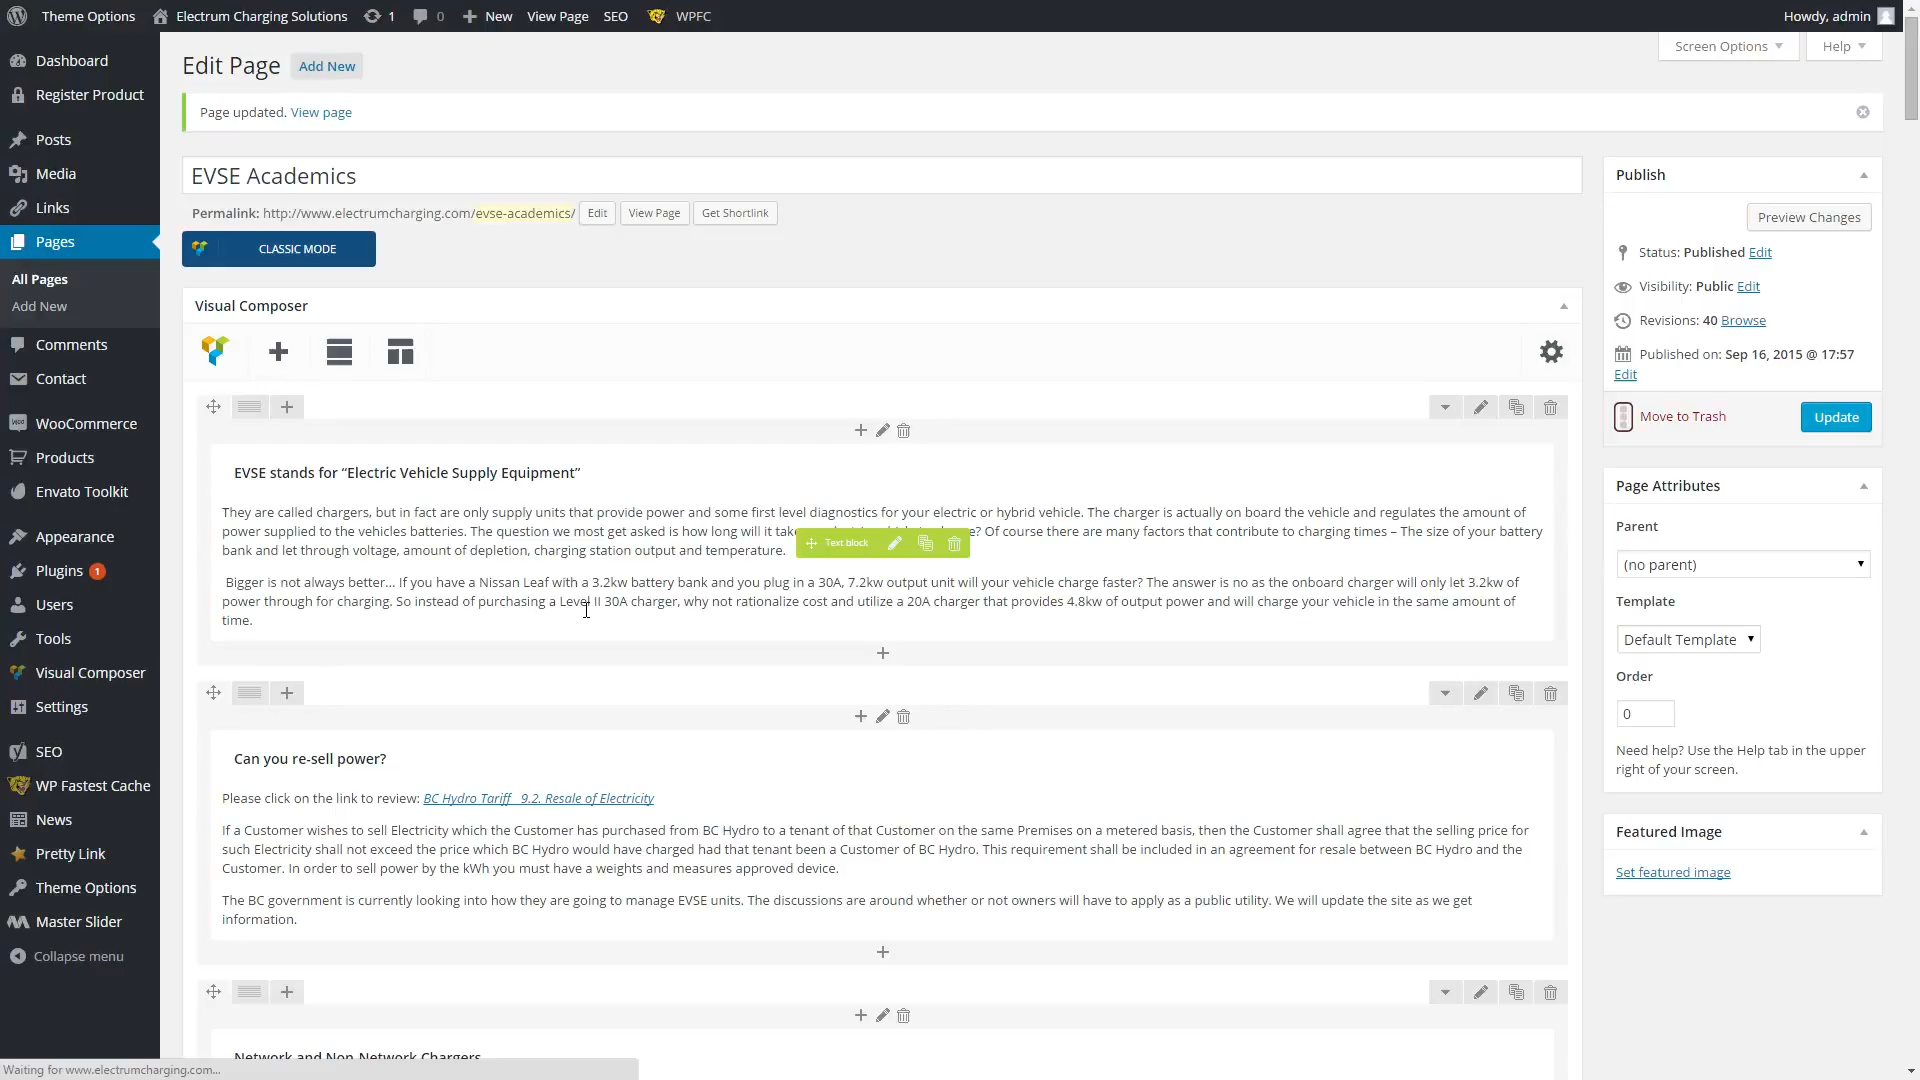 Theme Options Electrum Charging Solutions 1 0 New View Page SEO WPFC Howdy, admin
Screen Options Help
Dashboard
Register Product
Posts
Media
Links
Pages
All Pages
Add New
Comments
Contact
WooCommerce
Products
Envato Toolkit
Appearance
Plugins 1
Users
Tools
Visual Composer
Settings
SEO
WP Fastest Cache
News
Pretty Link
Theme Options
Master Slider
Collapse menu
Edit Page Add New
Page updated. View page
EVSE Academics
Permalink: http://www.electrumcharging.com/evse-academics/ Edit View Page Get Shortlink
CLASSIC MODE
Visual Composer
EVSE stands for “Electric Vehicle Supply Equipment”
They are called chargers, but in fact are only supply units that provide power and some first level diagnostics for your electric or hybrid vehicle. The charger is actually on board the vehicle and regulates the amount of
power supplied to the vehicles batteries. The question we most get asked is how long will it take ? Of course there are many factors that contribute to charging times – The size of your battery
Text block
bank and let through voltage, amount of depletion, charging station output and temperature.
Bigger is not always better... If you have a Nissan Leaf with a 3.2kw battery bank and you plug in a 30A, 7.2kw output unit will your vehicle charge faster? The answer is no as the onboard charger will only let 3.2kw of
power through for charging. So instead of purchasing a Level II 30A charger, why not rationalize cost and utilize a 20A charger that provides 4.8kw of output power and will charge your vehicle in the same amount of
time.
Can you re-sell power?
Please click on the link to review: BC Hydro Tariff 9.2. Resale of Electricity
If a Customer wishes to sell Electricity which the Customer has purchased from BC Hydro to a tenant of that Customer on the same Premises on a metered basis, then the Customer shall agree that the selling price for
such Electricity shall not exceed the price which BC Hydro would have charged had that tenant been a Customer of BC Hydro. This requirement shall be included in an agreement for resale between BC Hydro and the
Customer. In order to sell power by the kWh you must have a weights and measures approved device.
The BC government is currently looking into how they are going to manage EVSE units. The discussions are around whether or not owners will have to apply as a public utility. We will update the site as we get
information.
Network and Non Network Chargers
Publish
Preview Changes
Status: Published Edit
Visibility: Public Edit
Revisions: 40 Browse
Published on: Sep 16, 2015 @ 17:57
Edit
Move to Trash Update
Page Attributes
Parent
(no parent)
Template
Default Template
Order
0
Need help? Use the Help tab in the upper
right of your screen.
Featured Image
Set featured image
Waiting for www.electrumcharging.com...